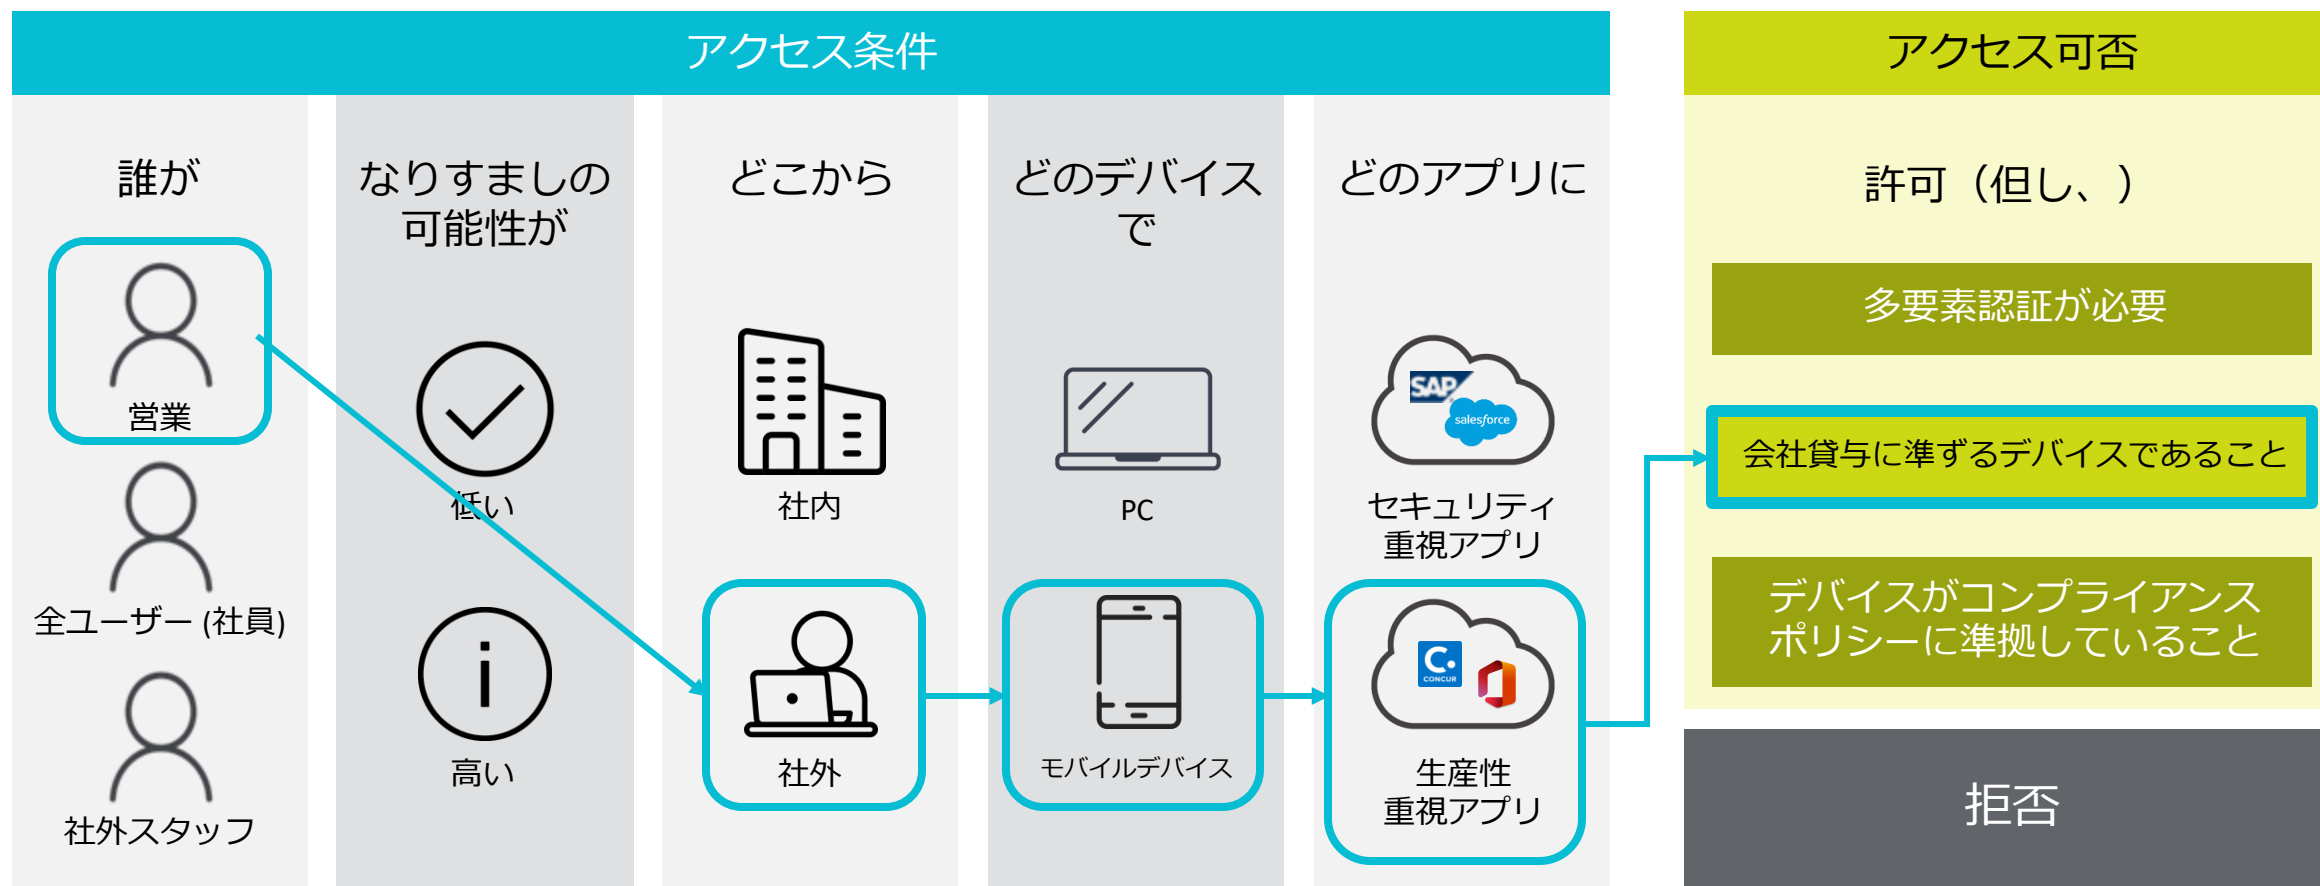 アクセス条件
アクセス可否
誰が
なりすましの
可能性が
どこから
どのデバイス
で
どのアプリに
許可（但し、）
営業
全ユーザー (社員)
社外スタッフ
低い
高い
社内
社外
PC
モバイルデバイス
SAP
salesforce
セキュリティ
重視アプリ
C.
CONCUR
生産性
重視アプリ
多要素認証が必要
会社貸与に準ずるデバイスであること
デバイスがコンプライアンス
ポリシーに準拠していること
拒否